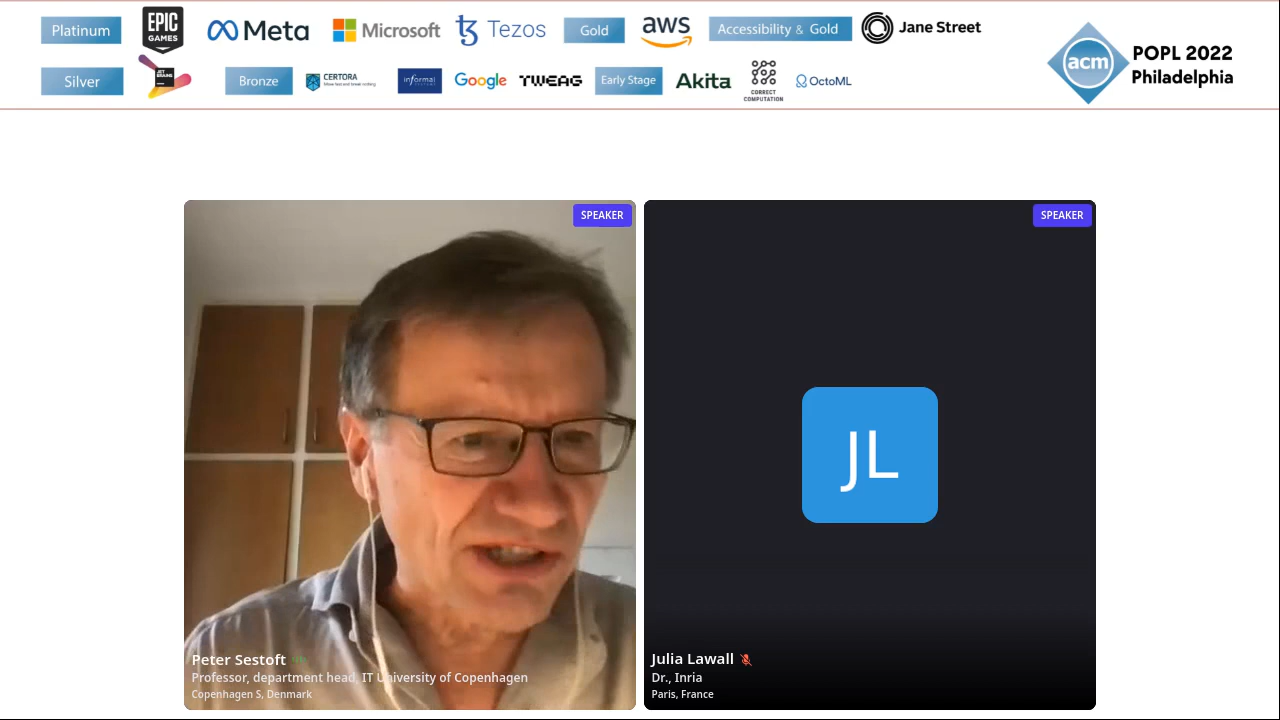 Platinum
EPIC GAMES
Meta
Microsoft
Tezos
Gold
aws
Accessibility & Gold
Jane Street
Silver
JET BRAINS
Bronze
CERTORA
informal
Google
TWEAG
Early Stage
Akita
CORRECT COMPUTATION
OctoML
acm
POPL 2022
Philadelphia
SPEAKER
SPEAKER
JL
Peter Sestoft
Professor, department head, IT University of Copenhagen
Copenhagen S, Denmark
Julia Lawall
Dr., Inria
Paris, France